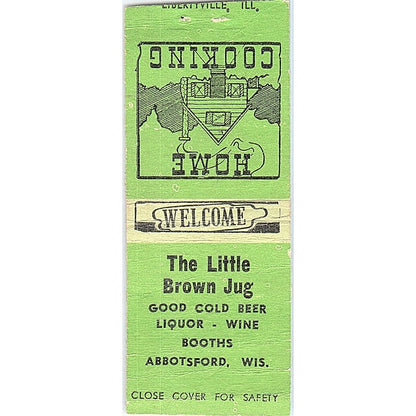 LIBERTYVILLE, ILL.
HOME
COOKING
WELCOME
The Little
Brown Jug
GOOD COLD BEER
LIQUOR - WINE
BOOTHS
ABBOTSFORD, WIS.
CLOSE COVER FOR SAFETY